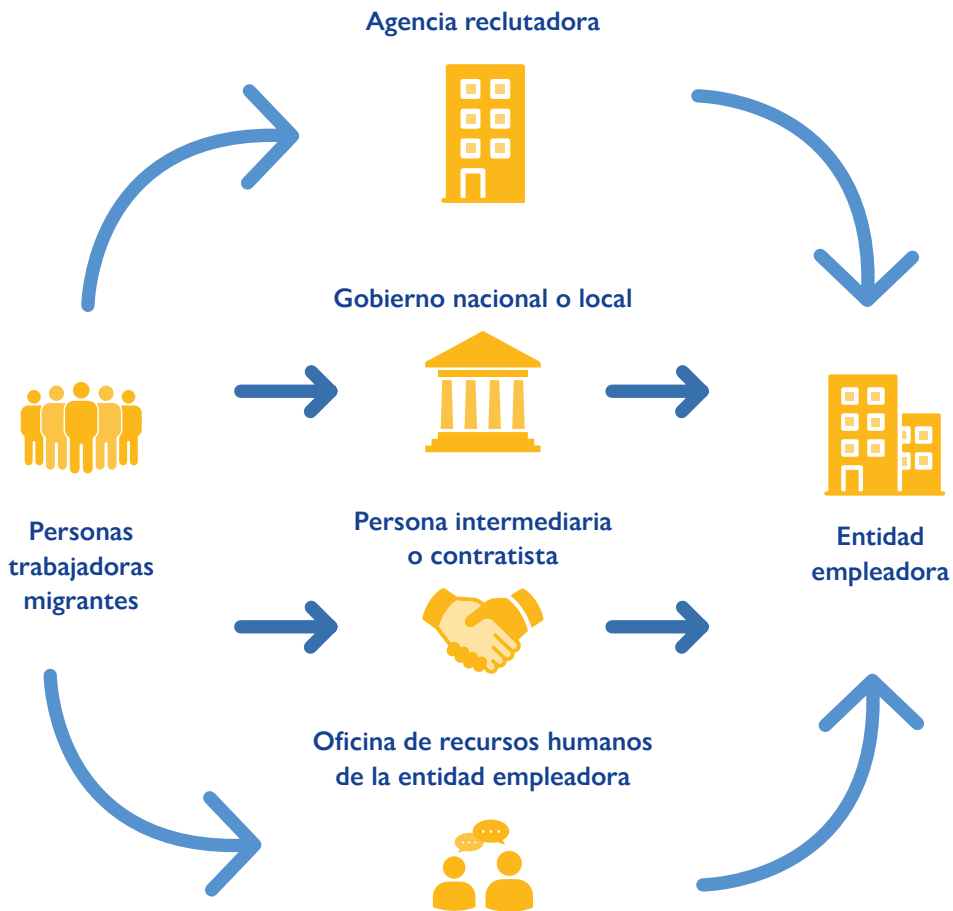 Agencia reclutadora
Gobierno nacional o local
Personas
trabajadoras
migrantes
Persona intermediaria
o contratista
Entidad
empleadora
Oficina de recursos humanos
de la entidad empleadora